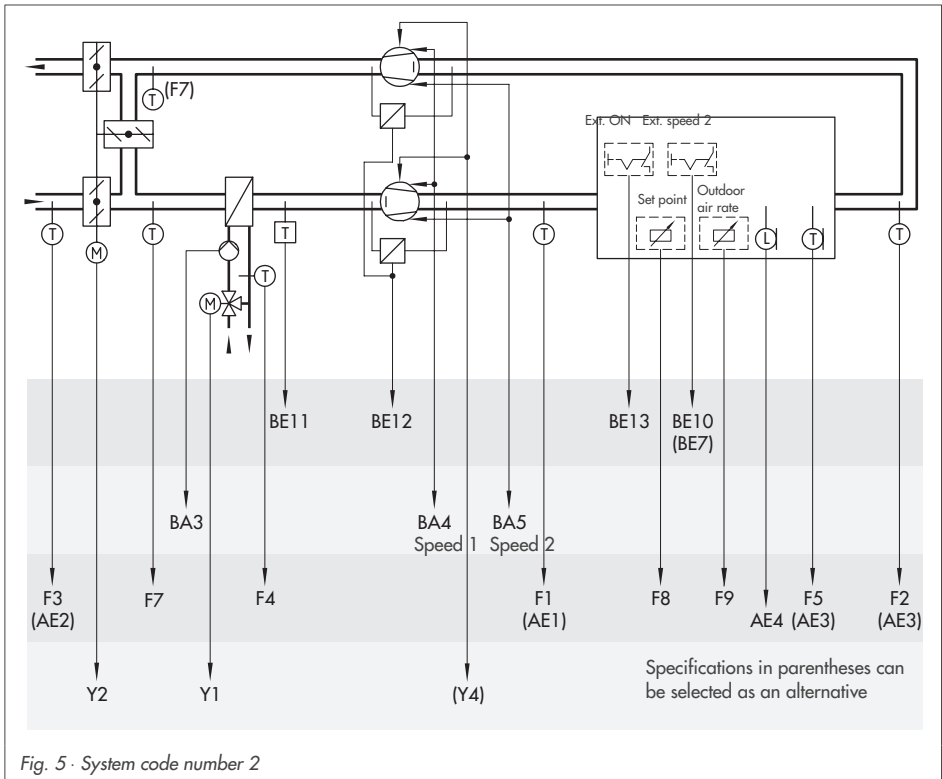 T
(F7)
Ext. ON Ext. speed 2
Set point
Outdoor
air rate
T
M
T
T
T
M
T
L
T
T
BE11
BE12
BE13
BE10
(BE7)
BA3
BA4
Speed 1
BA5
Speed 2
F3
(AE2)
F7
F4
F1
(AE1)
F8
F9
AE4
F5
(AE3)
F2
(AE3)
Y2
Y1
(Y4)
Specifications in parentheses can
be selected as an alternative
Fig. 5 · System code number 2